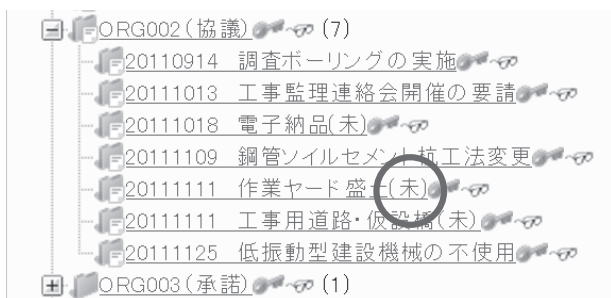 ORG002(協議) (7)
20110914 調査ボーリングの実施
20111013 工事監理連絡会開催の要請
20111018 電子納品(未)
20111109 鋼管ソイルセメント杭工法変更
20111111 作業ヤード盛土(未)
20111111 工事用道路・仮設橋(未)
20111125 低振動型建設機械の不使用
ORG003(承諾) (1)